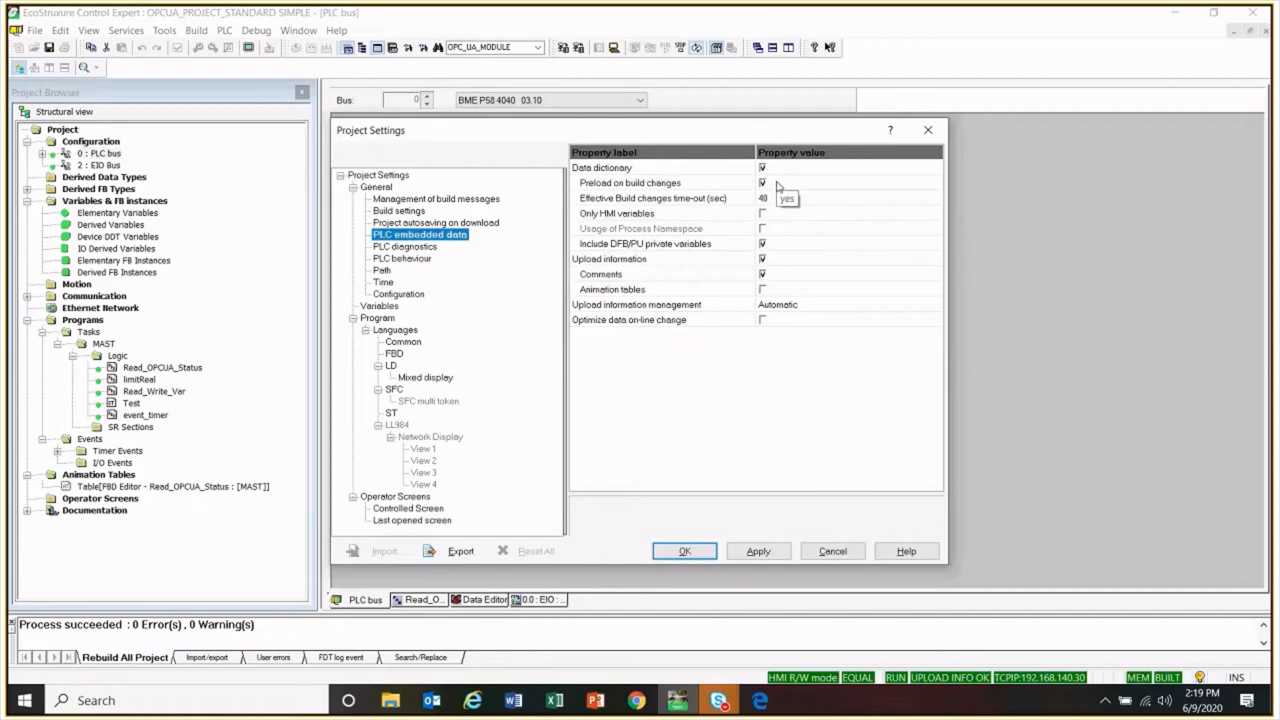 EcoStruxure Control Expert : OPCUA_PROJECT_STANDARD SIMPLE - [PLC bus]
File Edit View Services Tools Build PLC Debug Window Help
OPC_UA_MODULE
Project Browser
Structural view
Project
Configuration
0 : PLC bus
2 : EIO Bus
Derived Data Types
Derived FB Types
Variables & FB instances
Elementary Variables
Derived Variables
Device DDT Variables
IO Derived Variables
Elementary FB Instances
Derived FB Instances
Motion
Communication
Ethernet Network
Programs
Tasks
MAST
Logic
Read_OPCUA_Status
limitReal
Read_Write_Var
Test
event_timer
SR Sections
Events
Timer Events
I/O Events
Animation Tables
Table[FBD Editor - Read_OPCUA_Status : [MAST]]
Operator Screens
Documentation
Bus: 0 BME P58 4040 03.10
Project Settings ?
Project Settings
General
Management of build messages
Build settings
Project autosaving on download
PLC embedded data
PLC diagnostics
PLC behaviour
Path
Time
Configuration
Variables
Program
Languages
Common
FBD
LD
Mixed display
SFC
SFC multi token
ST
LL984
Network Display
View 1
View 2
View 3
View 4
Operator Screens
Controlled Screen
Last opened screen
Property label Property value
Data dictionary
Preload on build changes
Effective Build changes time-out (sec) 40
yes
Only HMI variables
Usage of Process Namespace
Include DFB/PU private variables
Upload information
Comments
Animation tables
Upload information management Automatic
Optimize data on-line change
Import Export Reset All OK Apply Cancel Help
PLC bus Read_O... Data Editor 0.0 : EIO :...
Process succeeded : 0 Error(s) , 0 Warning(s)
Rebuild All Project Import/export User errors FDT log event Search/Replace
HMI R/W mode EQUAL RUN UPLOAD INFO OK TCPIP:192.168.140.30 MEM BUILT INS
Search
2:19 PM
6/9/2020